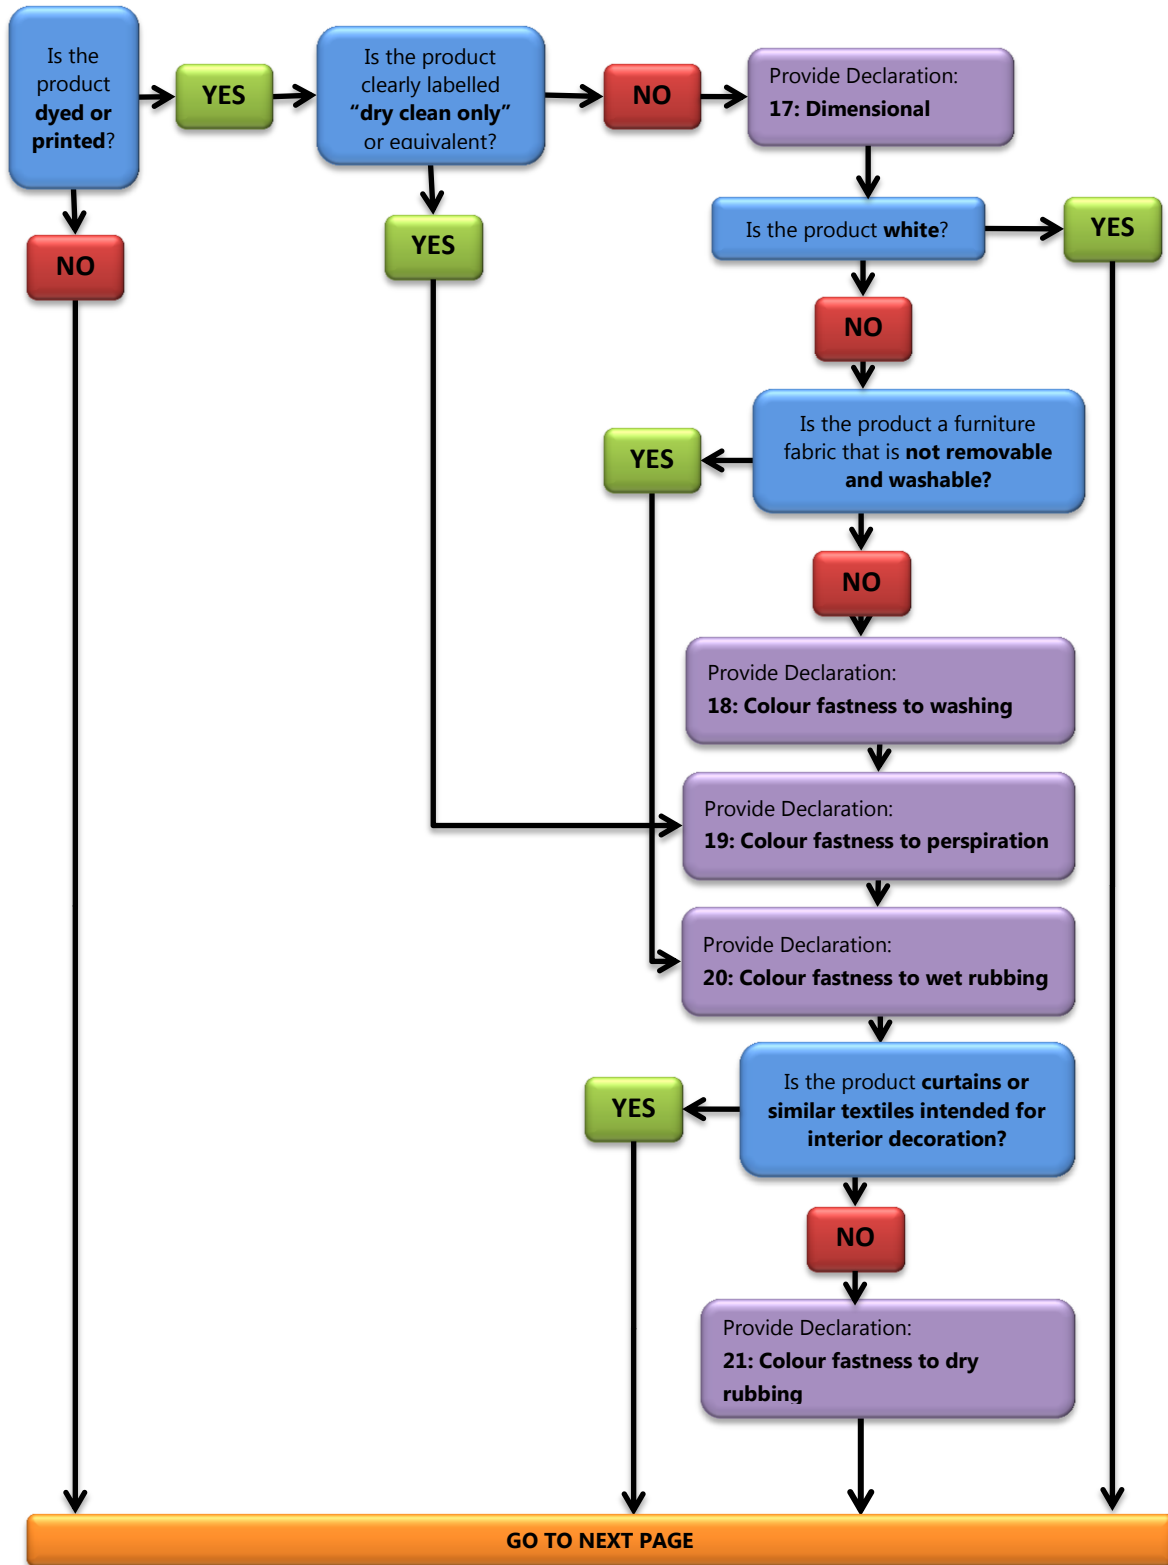 Is the
product
dyed or
printed?
YES
Is the product
clearly labelled
“dry clean only”
or equivalent?
NO
Provide Declaration:
17: Dimensional
NO
YES
Is the product white?
YES
NO
Is the product a furniture
fabric that is not removable
and washable?
YES
NO
Provide Declaration:
18: Colour fastness to washing
Provide Declaration:
19: Colour fastness to perspiration
Provide Declaration:
20: Colour fastness to wet rubbing
Is the product curtains or
similar textiles intended for
interior decoration?
YES
NO
Provide Declaration:
21: Colour fastness to dry
rubbing
GO TO NEXT PAGE